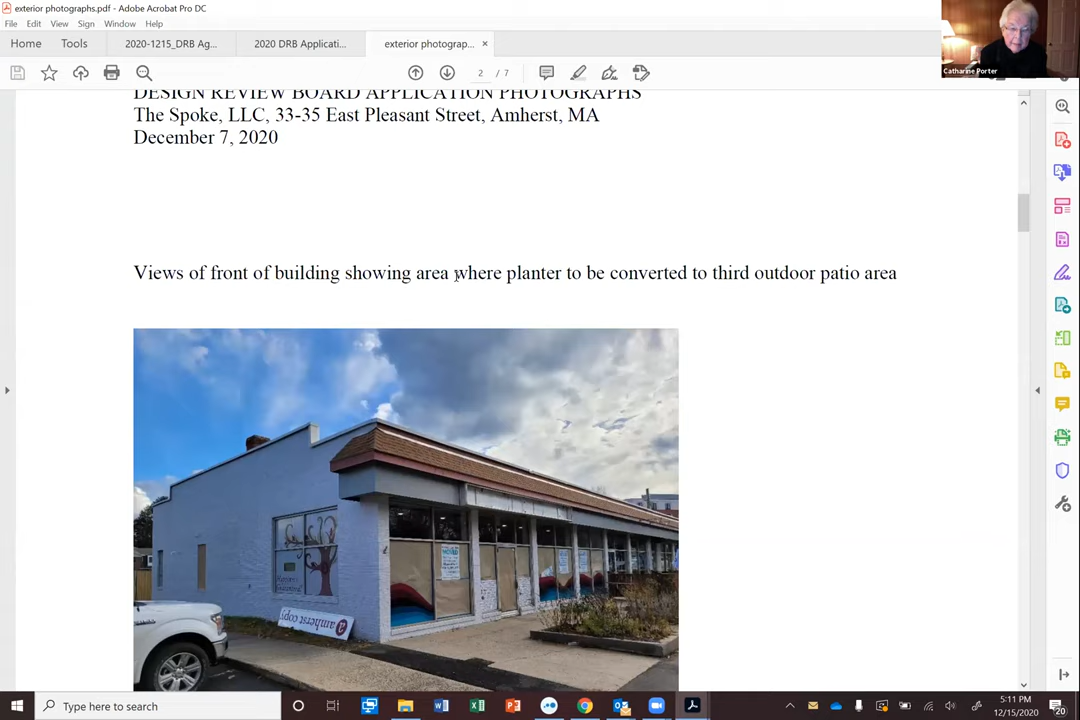 exterior photographs.pdf - Adobe Acrobat Pro DC
File Edit View Sign Window Help
Home Tools 2020-1215_DRB Ag... 2020 DRB Applicati... exterior photograp... ×
2 / 7
Catharine Porter
DESIGN REVIEW BOARD APPLICATION PHOTOGRAPHS
The Spoke, LLC, 33-35 East Pleasant Street, Amherst, MA
December 7, 2020
Views of front of building showing area where planter to be converted to third outdoor patio area
amherst copy
Type here to search
5:11 PM
12/15/2020
20